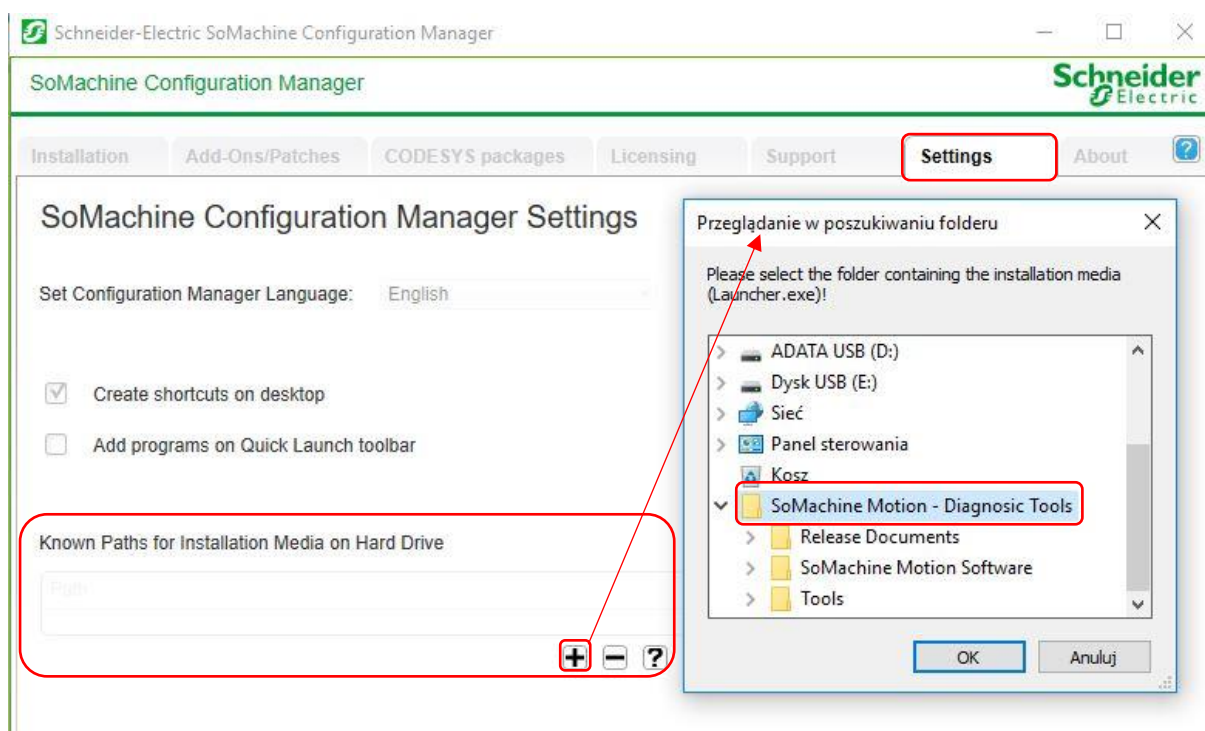 Schneider-Electric SoMachine Configuration Manager
SoMachine Configuration Manager
Schneider
Electric
Installation Add-Ons/Patches CODESYS packages Licensing Support Settings About ?
SoMachine Configuration Manager Settings
Set Configuration Manager Language: English
Create shortcuts on desktop
Add programs on Quick Launch toolbar
Known Paths for Installation Media on Hard Drive
Path
+ - ?
Przeglądanie w poszukiwaniu folderu
Please select the folder containing the installation media
(Launcher.exe)!
ADATA USB (D:)
Dysk USB (E:)
Sieć
Panel sterowania
Kosz
SoMachine Motion - Diagnosic Tools
Release Documents
SoMachine Motion Software
Tools
OK Anuluj